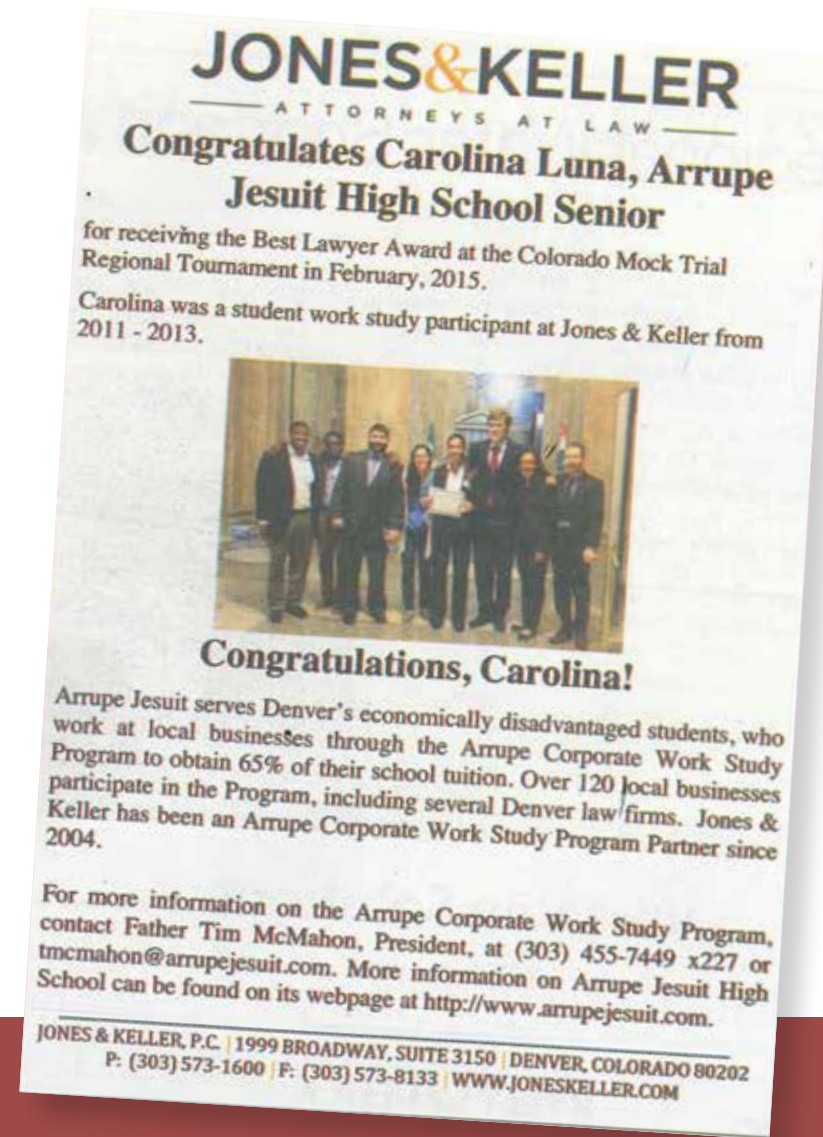 JONES&KELLER
ATTORNEYS AT LAW
Congratulates Carolina Luna, Arrupe
Jesuit High School Senior
for receiving the Best Lawyer Award at the Colorado Mock Trial
Regional Tournament in February, 2015.
Carolina was a student work study participant at Jones & Keller from
2011 - 2013.
Congratulations, Carolina!
Arrupe Jesuit serves Denver's economically disadvantaged students, who
work at local businesses through the Arrupe Corporate Work Study
Program to obtain 65% of their school tuition. Over 120 local businesses
participate in the Program, including several Denver law firms. Jones &
Keller has been an Arrupe Corporate Work Study Program Partner since
2004.
For more information on the Arrupe Corporate Work Study Program,
contact Father Tim McMahon, President, at (303) 455-7449 x227 or
tmcmahon@arrupejesuit.com. More information on Arrupe Jesuit High
School can be found on its webpage at http://www.arrupejesuit.com.
JONES & KELLER, P.C. | 1999 BROADWAY, SUITE 3150 | DENVER, COLORADO 80202
P: (303) 573-1600 | F: (303) 573-8133 | WWW.JONESKELLER.COM